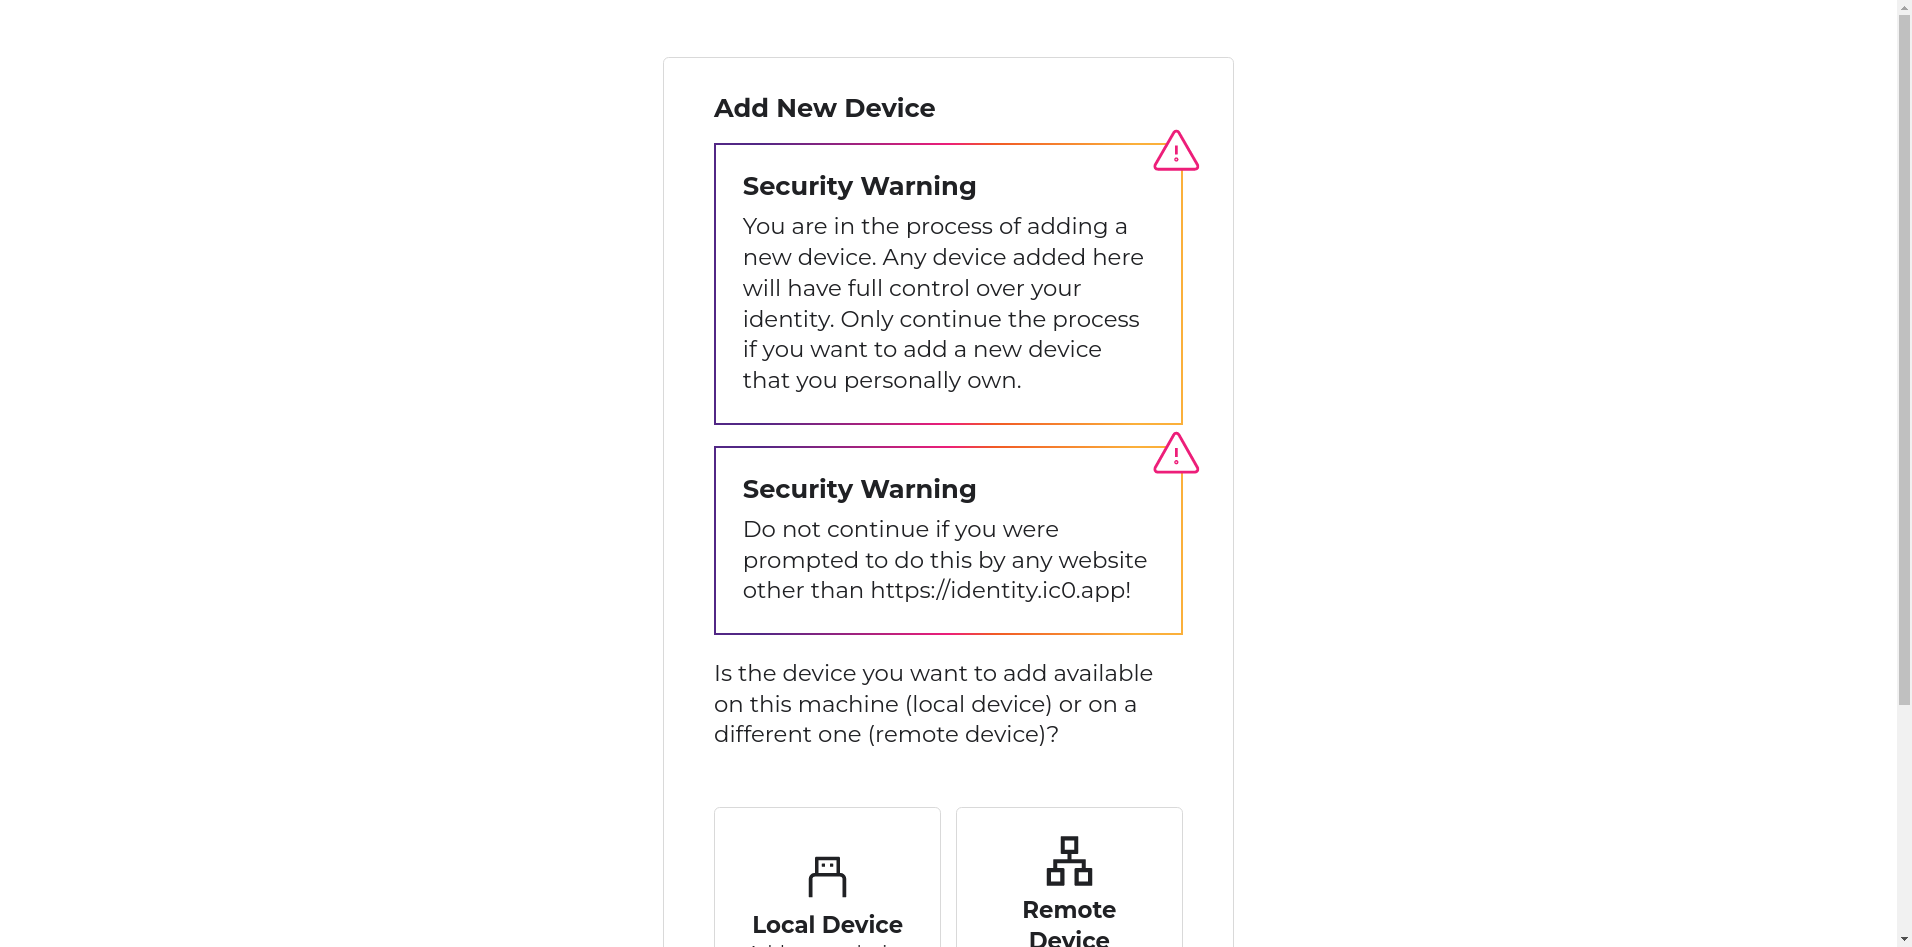 Add New Device
Security Warning
You are in the process of adding a
new device. Any device added here
will have full control over your
identity. Only continue the process
if you want to add a new device
that you personally own.
Security Warning
Do not continue if you were
prompted to do this by any website
other than https://identity.ic0.app!
Is the device you want to add available
on this machine (local device) or on a
different one (remote device)?
Local Device
Remote
Device